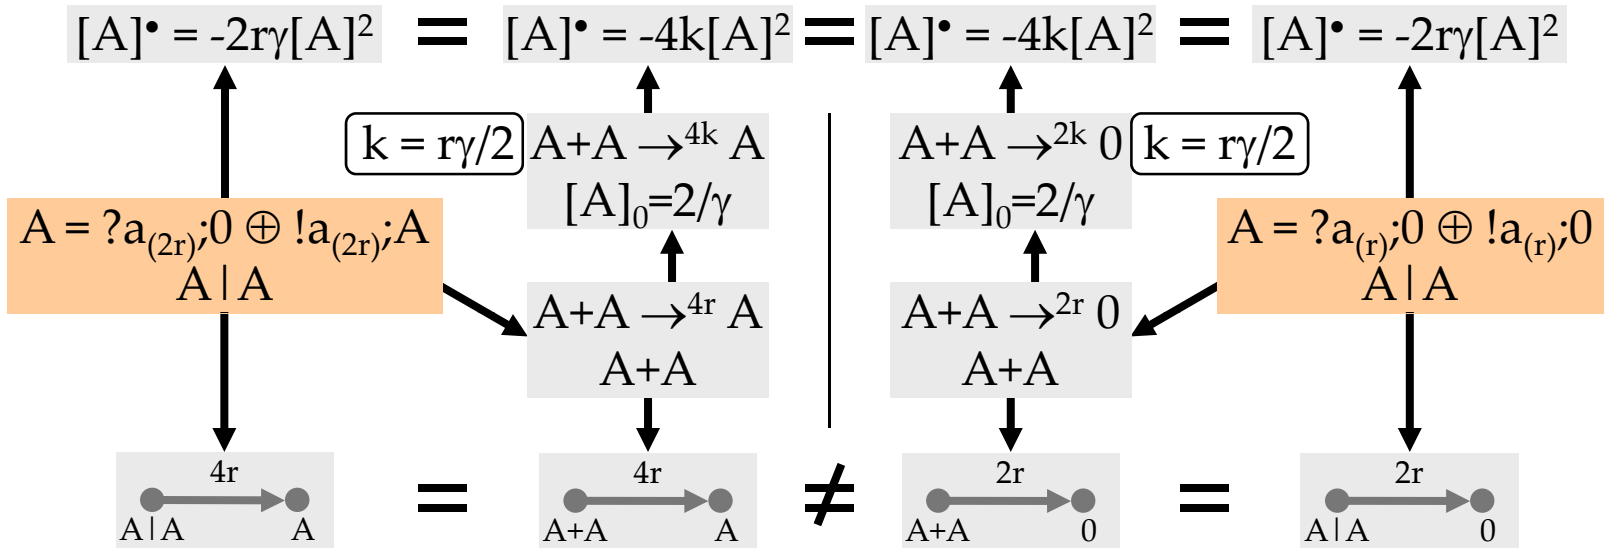 [A]• = -2rγ[A]² = [A]• = -4k[A]² = [A]• = -4k[A]² = [A]• = -2rγ[A]²
k = rγ/2
A+A →⁴ᵏ A
[A]₀=2/γ
A+A →²ᵏ 0
[A]₀=2/γ
k = rγ/2
A = ?a₍₂ᵣ₎;0 ⊕ !a₍₂ᵣ₎;A
A|A
A = ?a₍ᵣ₎;0 ⊕ !a₍ᵣ₎;0
A|A
A+A →⁴ʳ A
A+A
A+A →²ʳ 0
A+A
4r
A|A A
=
4r
A+A A
≠
2r
A+A 0
=
2r
A|A 0